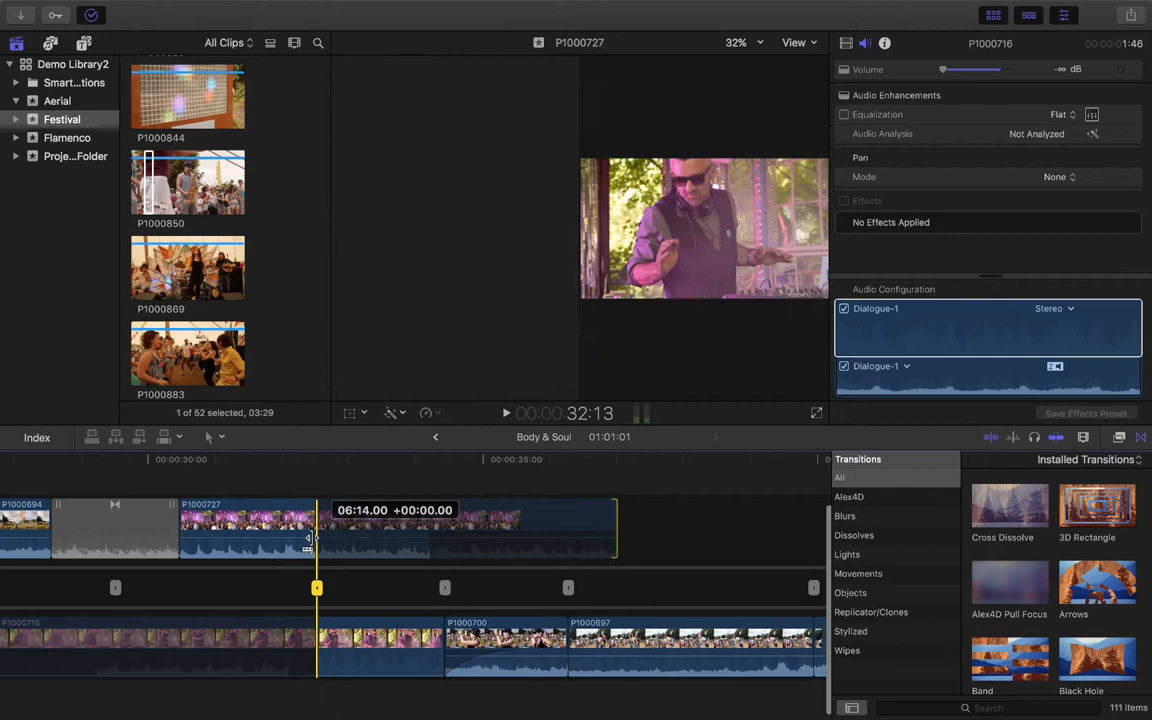 All Clips
P1000727
32%
View
P1000716
00:00:01:46
Demo Library2
Smart...tions
Aerial
Festival
Flamenco
Proje...Folder
P1000844
P1000850
P1000869
P1000883
1 of 52 selected, 03:29
00:00:32:13
Volume
-∞ dB
Audio Enhancements
Equalization
Flat
Audio Analysis
Not Analyzed
Pan
Mode
None
Effects
No Effects Applied
Audio Configuration
Dialogue-1
Stereo
Dialogue-1
2
Save Effects Preset
Index
Body & Soul
01:01:01
00:00:30:00
00:00:35:00
P1000694
P1000727
06:14.00 +00:00.00
P1000716
P1000700
P1000697
Transitions
Installed Transitions
All
Alex4D
Blurs
Dissolves
Lights
Movements
Objects
Replicator/Clones
Stylized
Wipes
Cross Dissolve
3D Rectangle
Alex4D Pull Focus
Arrows
Band
Black Hole
Search
111 items